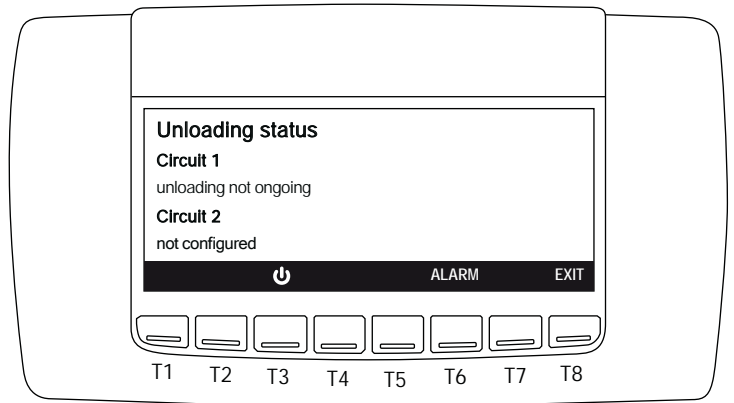 Unloading status
Circuit 1
unloading not ongoing
Circuit 2
not configured
ALARM EXIT
T1 T2 T3 T4 T5 T6 T7 T8